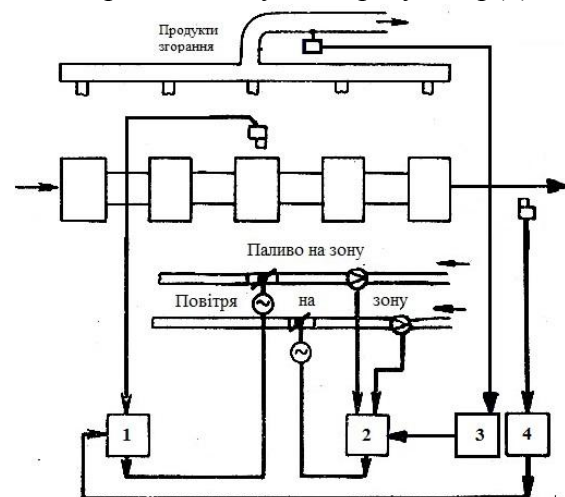 Продукти
згорання
Паливо на зону
Повітря на зону
1 2 3 4